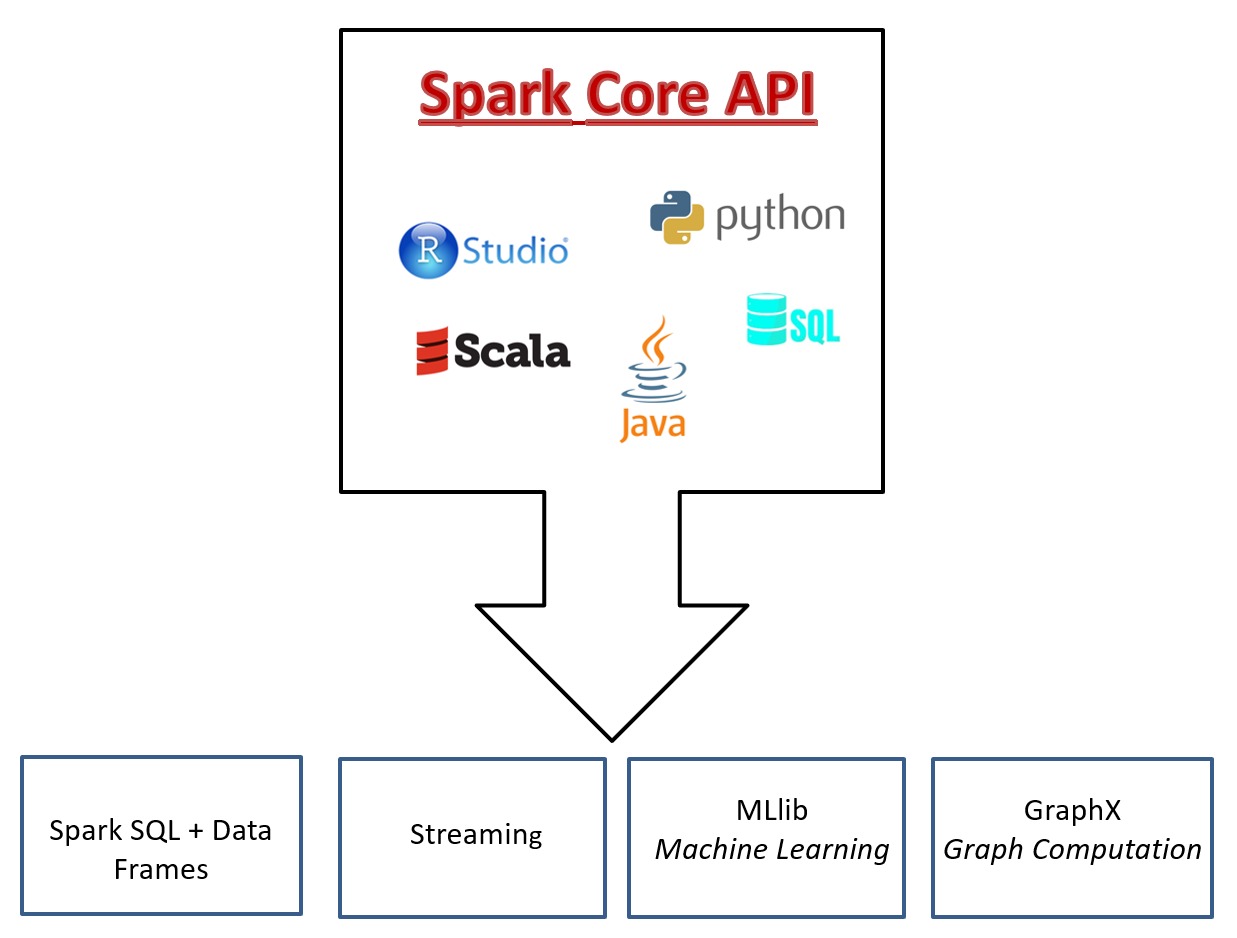 Spark Core API
python
R Studio
SQL
Scala
Java
Spark SQL + Data
Frames
Streaming
MLlib
Machine Learning
GraphX
Graph Computation